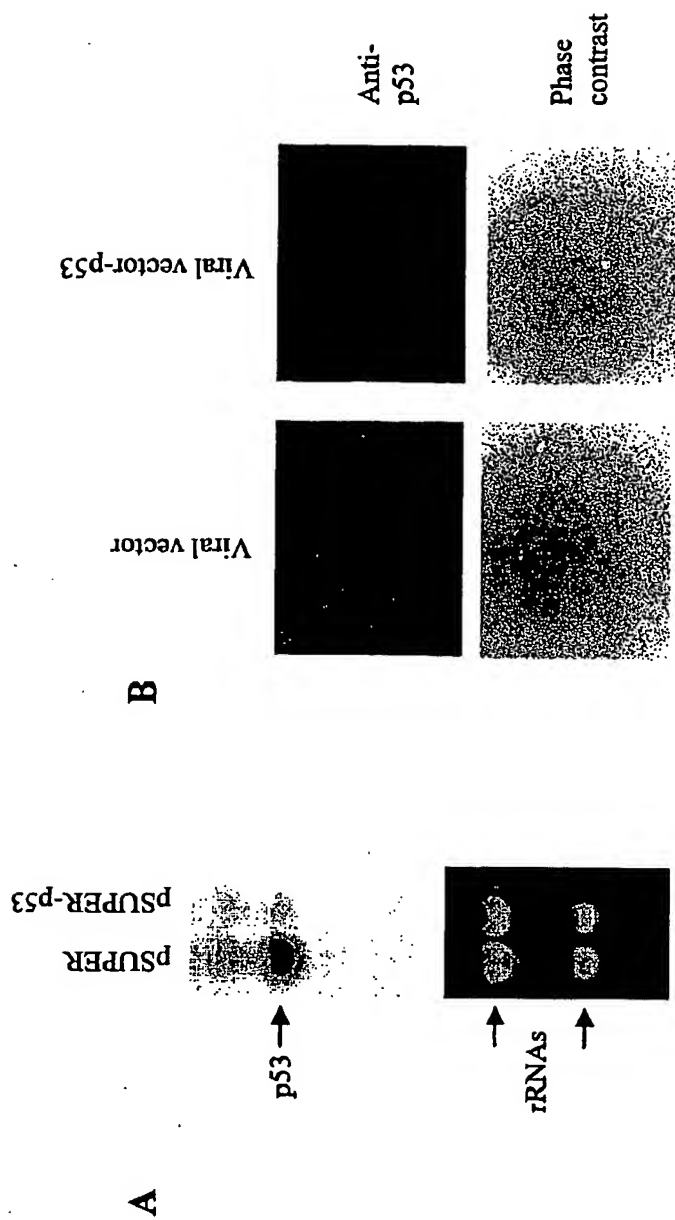 A
pSUPER
pSUPER-p53
p53
rRNAs
B
Viral vector
Viral vector-p53
Anti-
p53
Phase
contrast